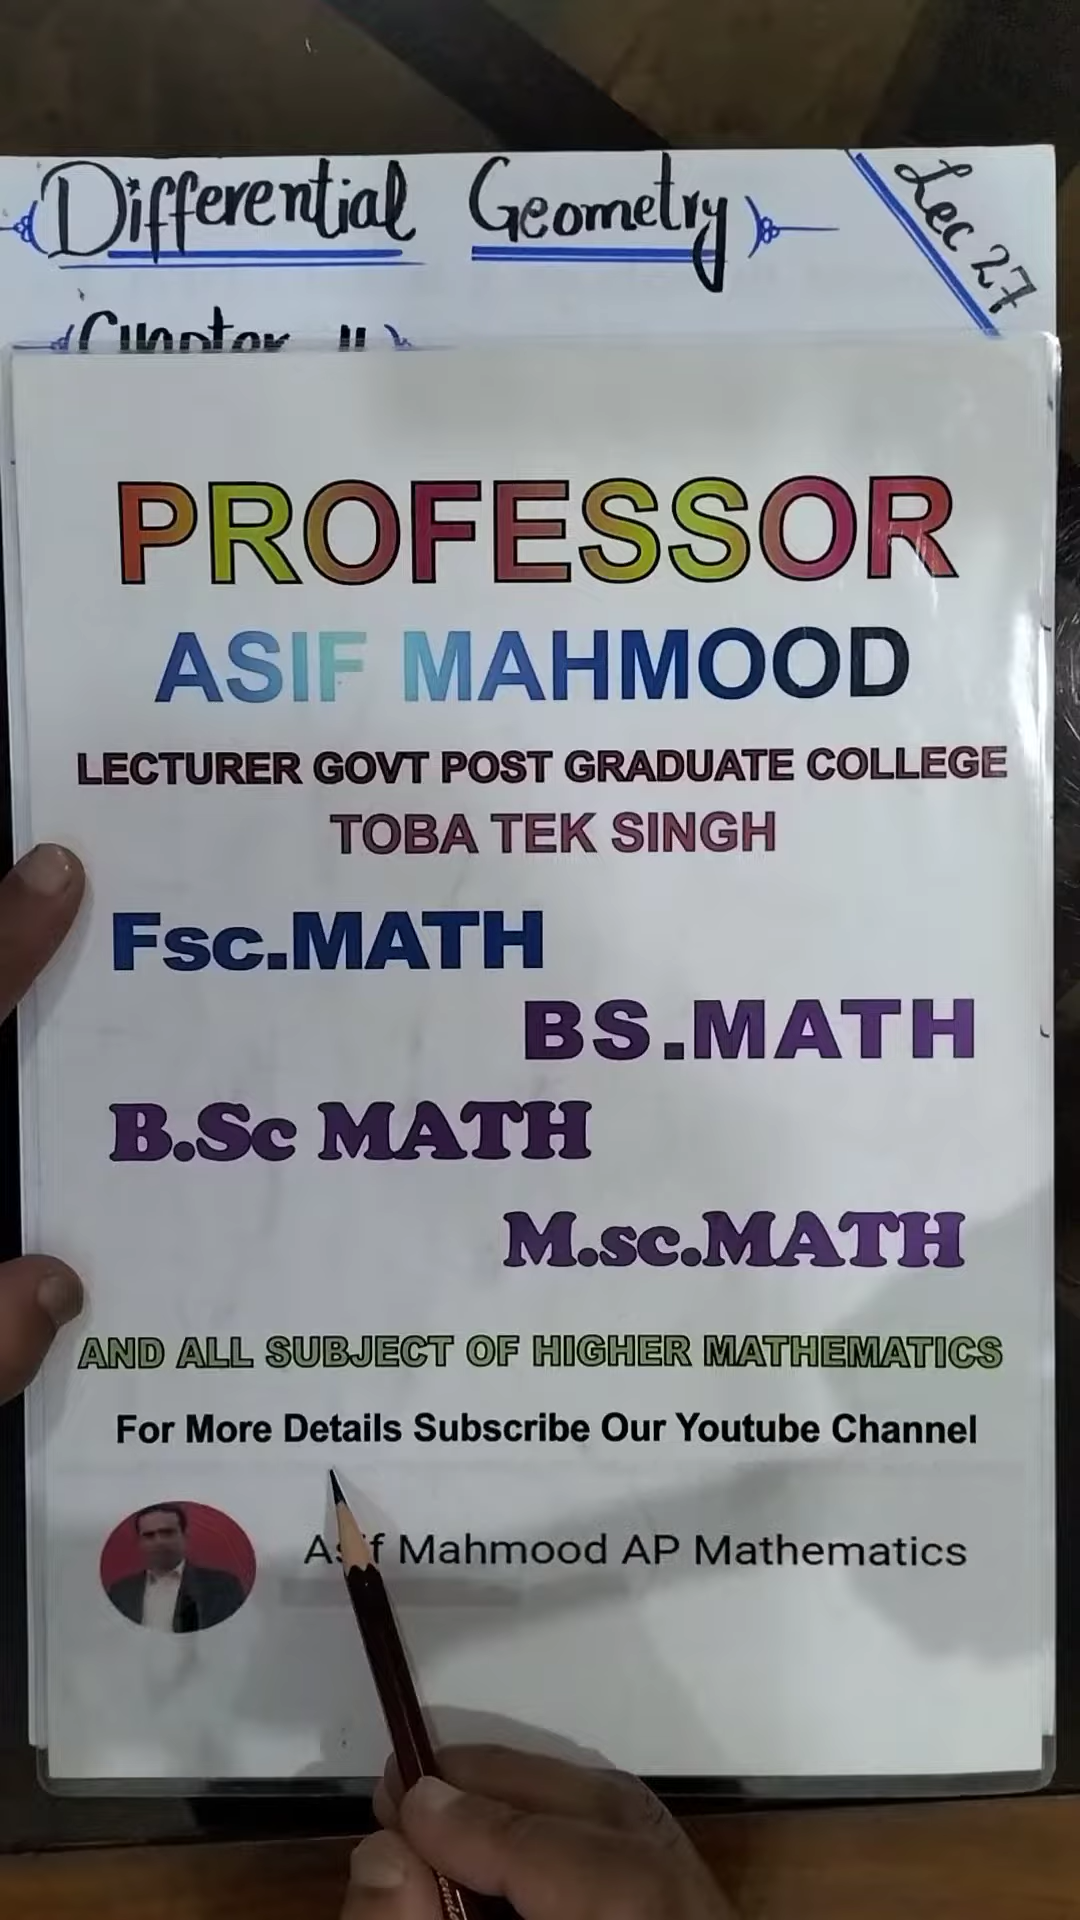 Differential Geometry
Lec 27
Chapter
PROFESSOR
ASIF MAHMOOD
LECTURER GOVT POST GRADUATE COLLEGE
TOBA TEK SINGH
Fsc.MATH
BS.MATH
B.Sc MATH
M.sc.MATH
AND ALL SUBJECT OF HIGHER MATHEMATICS
For More Details Subscribe Our Youtube Channel
Asif Mahmood AP Mathematics